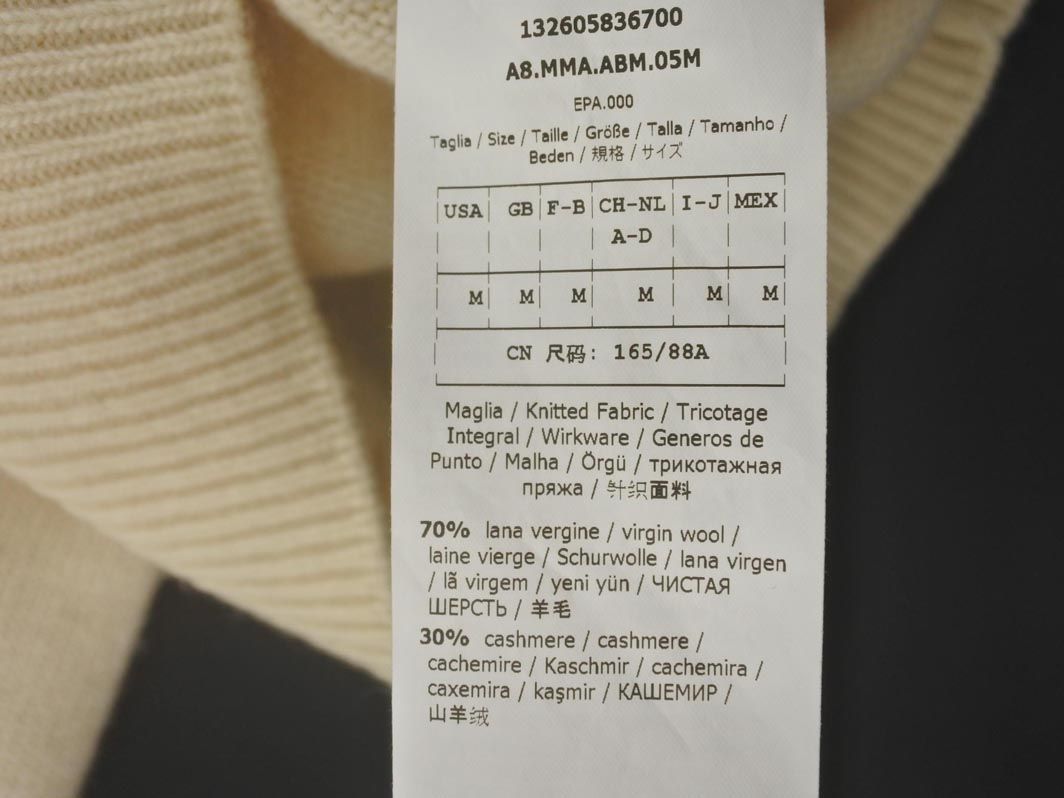 132605836700
A8.MMA.ABM.05M
EPA.000
Taglia / Size / Taille / Größe / Talla / Tamanho /
Beden / 規格 / サイズ
USA GB F-B CH-NL I-J MEX
A-D
M M M M M M
CN 尺码: 165/88A
Maglia / Knitted Fabric / Tricotage
Integral / Wirkware / Generos de
Punto / Malha / Örgü / трикотажная
пряжа / 针织面料
70% lana vergine / virgin wool /
laine vierge / Schurwolle / lana virgen
/ lã virgem / yeni yün / ЧИСТАЯ
ШЕРСТЬ / 羊毛
30% cashmere / cashmere /
cachemire / Kaschmir / cachemira /
caxemira / kaşmir / КАШЕМИР /
山羊绒